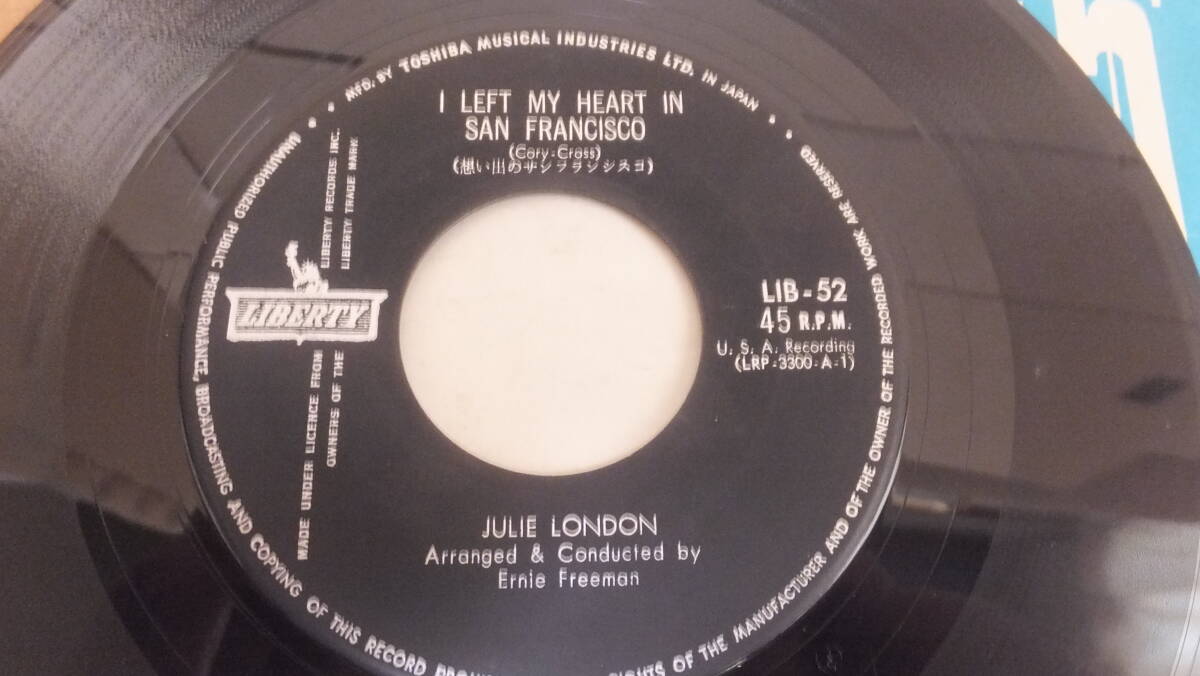 MFD. BY TOSHIBA MUSICAL INDUSTRIES LTD. IN JAPAN
I LEFT MY HEART IN
SAN FRANCISCO
(Cory-Cross)
(想い出のサンフランシスコ)
LIBERTY RECORDS INC.
LIBERTY TRADE MARK
LIBERTY
MADE UNDER LICENCE FROM
OWNERS OF THE
LIB-52
45 R.P.M.
U. S. A. Recording
(LRP-3300-A-1)
JULIE LONDON
Arranged & Conducted by
Ernie Freeman
UNAUTHORIZED PUBLIC PERFORMANCE, BROADCASTING AND COPYING OF THIS RECORD
RIGHTS OF THE MANUFACTURER AND OF THE OWNER OF THE RECORDED WORK ARE RESERVED